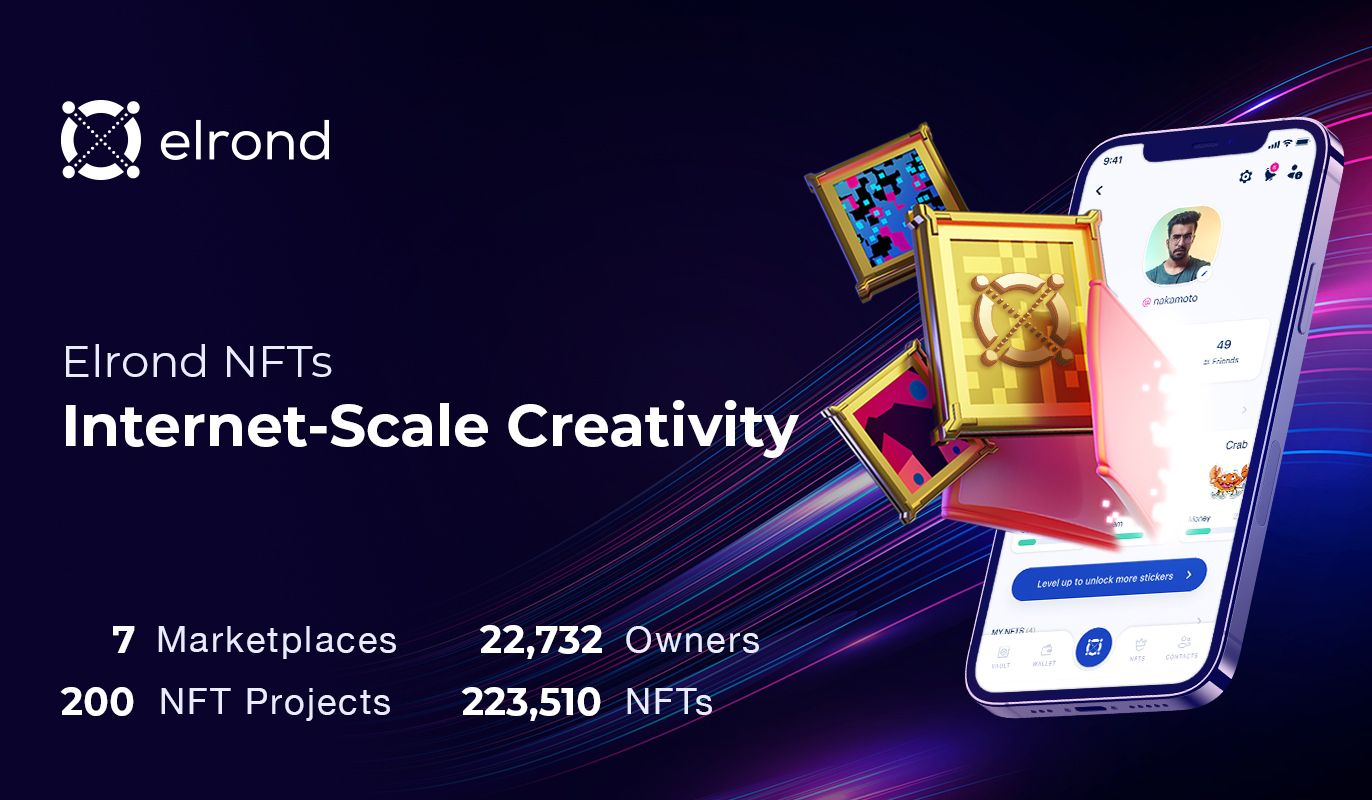 elrond
Elrond NFTs
Internet-Scale Creativity
7 Marketplaces
22,732 Owners
200 NFT Projects
223,510 NFTs
9:41
@ nakamoto
49
Friends
Crab
Money
Level up to unlock more stickers
MY NFTS (4)
VAULT
WALLET
NFTS
CONTACTS